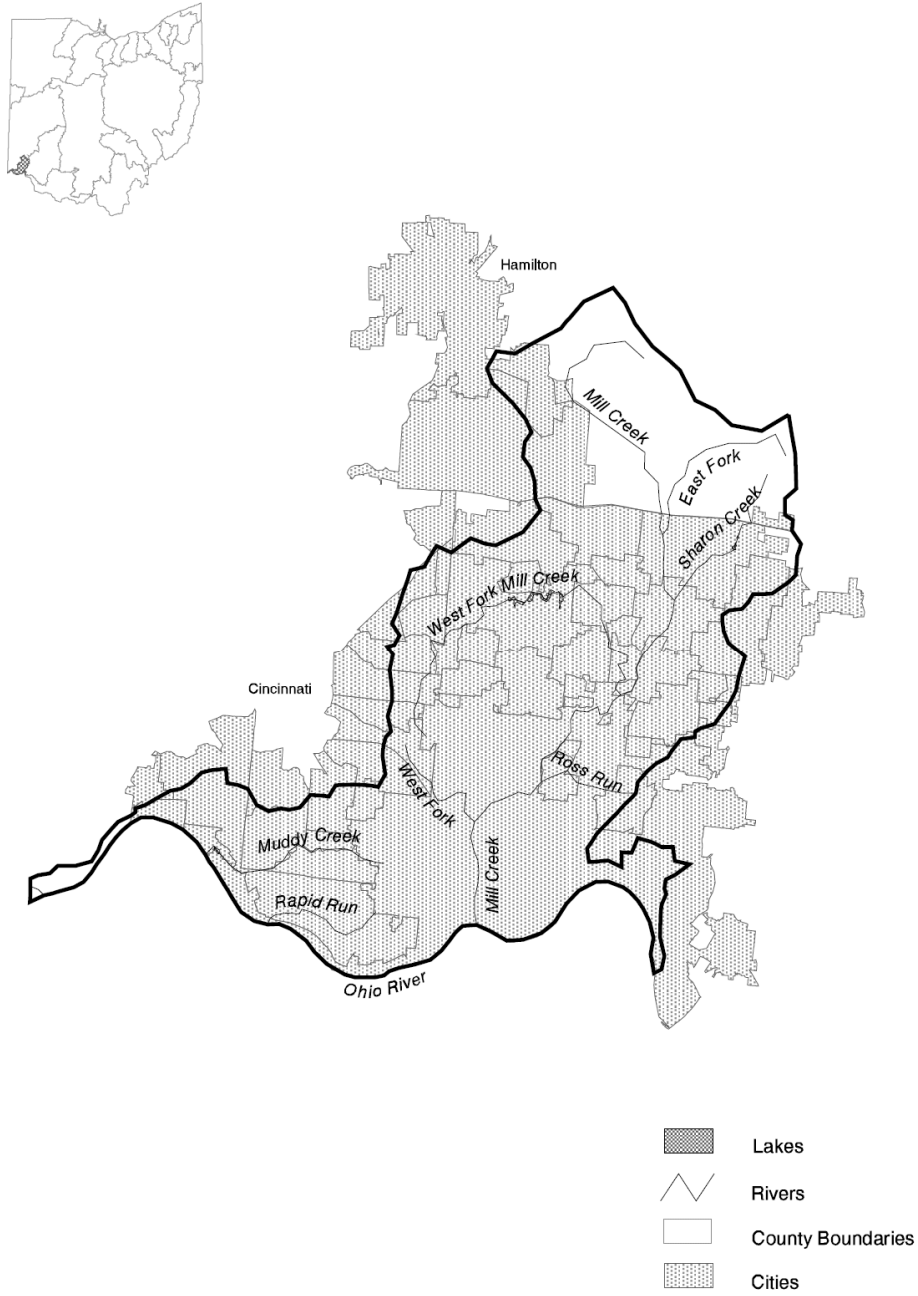 Hamilton
Mill Creek
East Fork
Sharon Creek
West Fork Mill Creek
Cincinnati
Ross Run
West Fork
Muddy Creek
Mill Creek
Rapid Run
Ohio River
Lakes
Rivers
County Boundaries
Cities